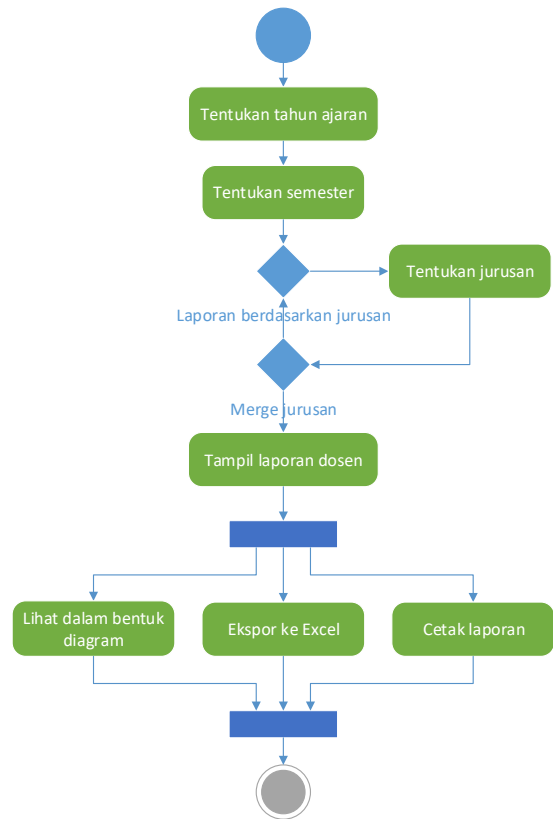 Tentukan tahun ajaran
Tentukan semester
Tentukan jurusan
Laporan berdasarkan jurusan
Merge jurusan
Tampil laporan dosen
Lihat dalam bentuk
diagram
Ekspor ke Excel
Cetak laporan